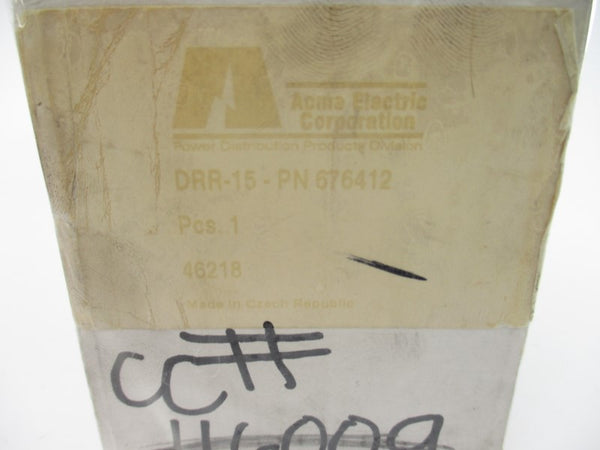 Acme Electric
Corporation
Power Distribution Products Division
DRR-15 - PN 676412
Pcs. 1
46218
Made in Czech Republic
CC#